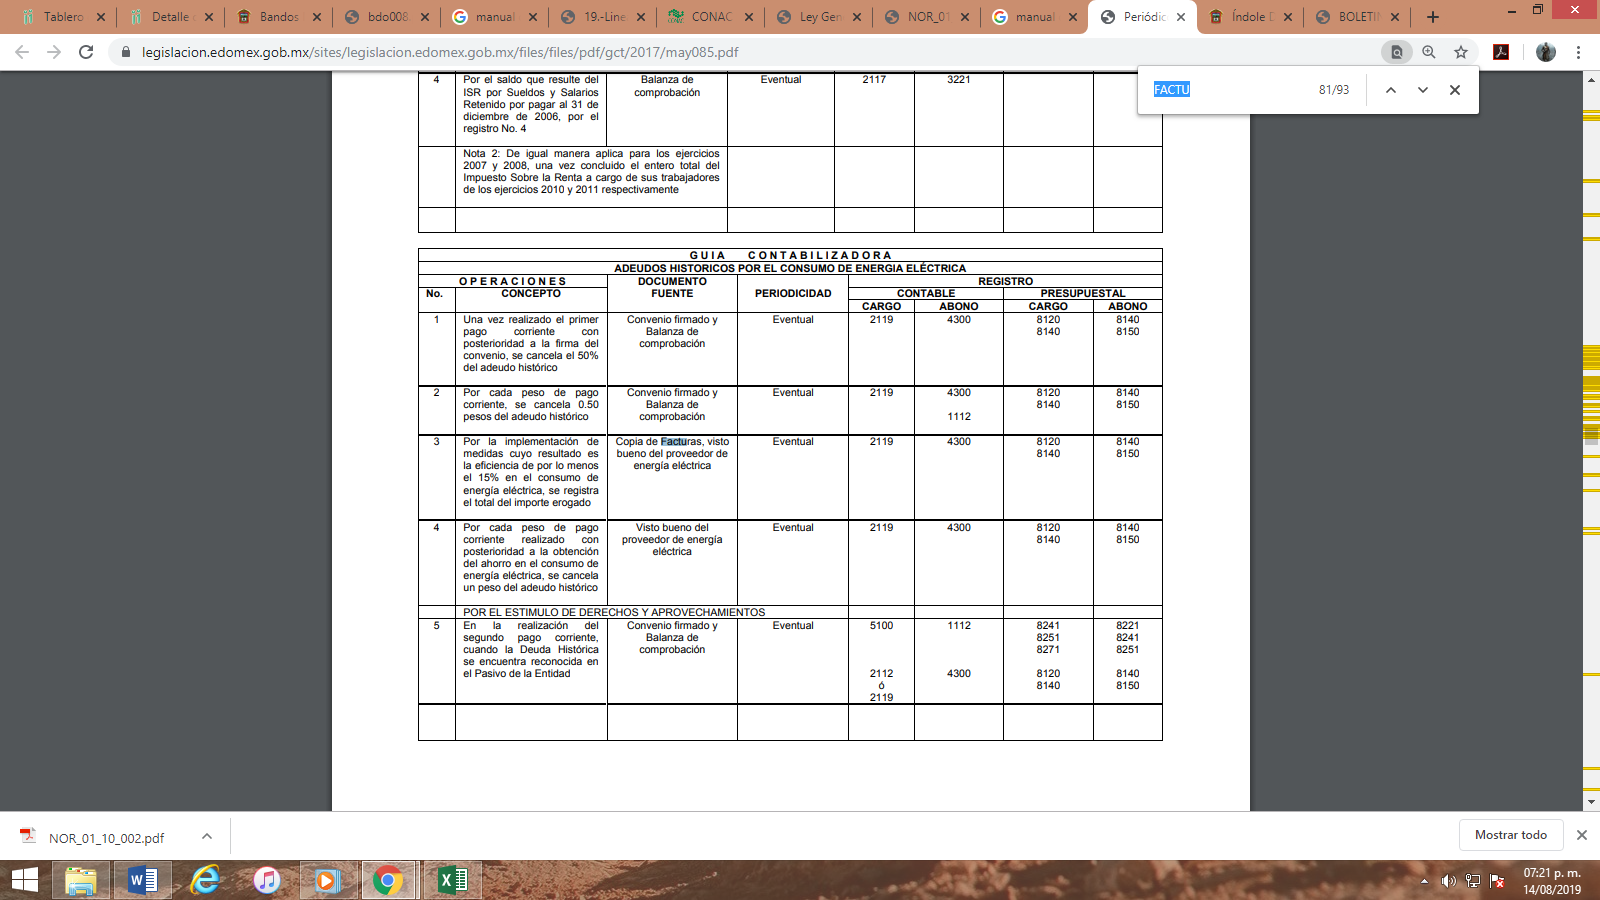 Tablero
Detalle
Bandos
bdo008
manual
19.-Line
CONAC
Ley Gen
NOR_01
manual
Periódic
Índole D
BOLETI
legislacion.edomex.gob.mx/sites/legislacion.edomex.gob.mx/files/files/pdf/gct/2017/may085.pdf
FACTU 81/93
4 Por el saldo que resulte del Balanza de Eventual 2117 3221
ISR por Sueldos y Salarios comprobación
Retenido por pagar al 31 de
diciembre de 2006, por el
registro No. 4
Nota 2: De igual manera aplica para los ejercicios
2007 y 2008, una vez concluido el entero total del
Impuesto Sobre la Renta a cargo de sus trabajadores
de los ejercicios 2010 y 2011 respectivamente
G U I A C O N T A B I L I Z A D O R A
ADEUDOS HISTORICOS POR EL CONSUMO DE ENERGIA ELÉCTRICA
O P E R A C I O N E S DOCUMENTO REGISTRO
No. CONCEPTO FUENTE PERIODICIDAD CONTABLE PRESUPUESTAL
CARGO ABONO CARGO ABONO
1 Una vez realizado el primer Convenio firmado y Eventual 2119 4300 8120 8140
pago corriente con Balanza de 8140 8150
posterioridad a la firma del comprobación
convenio, se cancela el 50%
del adeudo histórico
2 Por cada peso de pago Convenio firmado y Eventual 2119 4300 8120 8140
corriente, se cancela 0.50 Balanza de 8140 8150
pesos del adeudo histórico comprobación 1112
3 Por la implementación de Copia de Facturas, visto Eventual 2119 4300 8120 8140
medidas cuyo resultado es bueno del proveedor de 8140 8150
la eficiencia de por lo menos energía eléctrica
el 15% en el consumo de
energía eléctrica, se registra
el total del importe erogado
4 Por cada peso de pago Visto bueno del Eventual 2119 4300 8120 8140
corriente realizado con proveedor de energía 8140 8150
posterioridad a la obtención eléctrica
del ahorro en el consumo de
energía eléctrica, se cancela
un peso del adeudo histórico
POR EL ESTIMULO DE DERECHOS Y APROVECHAMIENTOS
5 En la realización del Convenio firmado y Eventual 5100 1112 8241 8221
segundo pago corriente, Balanza de 8251 8241
cuando la Deuda Histórica comprobación 8271 8251
se encuentra reconocida en
el Pasivo de la Entidad 2112 4300 8120 8140
ó 8140 8150
2119
NOR_01_10_002.pdf
Mostrar todo
07:21 p. m.
14/08/2019